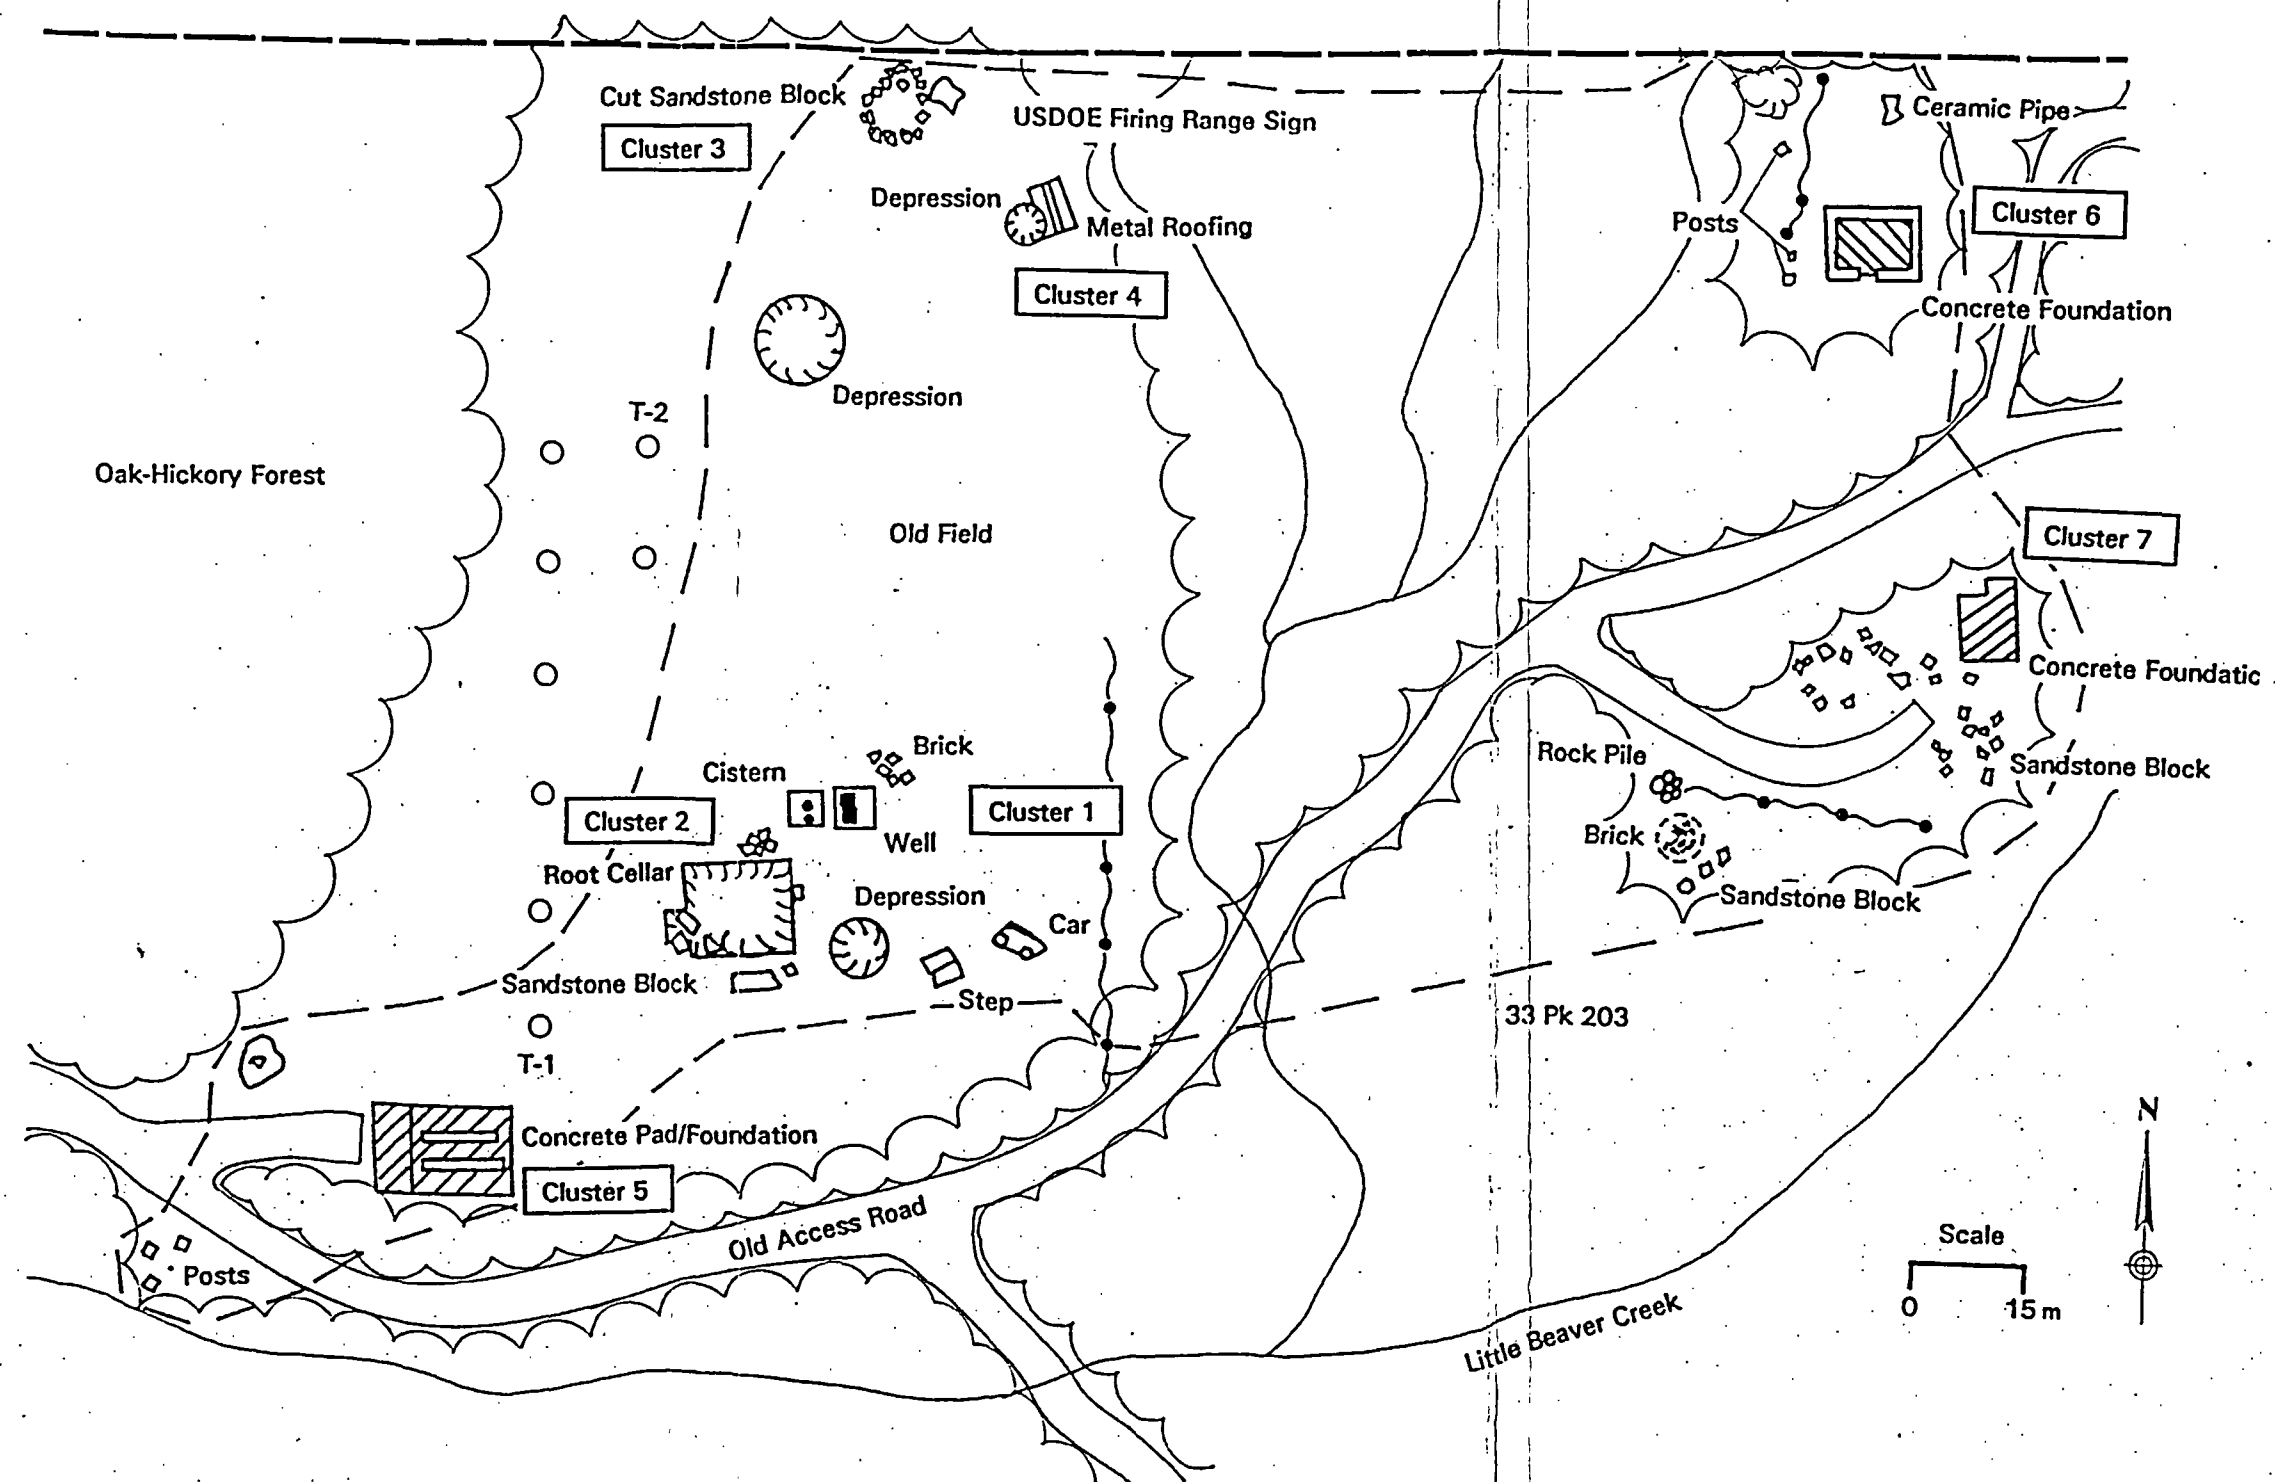 Cut Sandstone Block
Cluster 3
USDOE Firing Range Sign
Ceramic Pipe
Depression
Metal Roofing
Cluster 4
Posts
Cluster 6
Concrete Foundation
Depression
T-2
Oak-Hickory Forest
Old Field
Cluster 7
Concrete Foundatic
Brick
Cistern
Cluster 2
Well
Cluster 1
Rock Pile
Sandstone Block
Brick
Root Cellar
Depression
Car
Sandstone Block
Sandstone Block
Step
33 Pk 203
T-1
Concrete Pad/Foundation
Cluster 5
Old Access Road
Posts
N
Scale
0 15 m
Little Beaver Creek